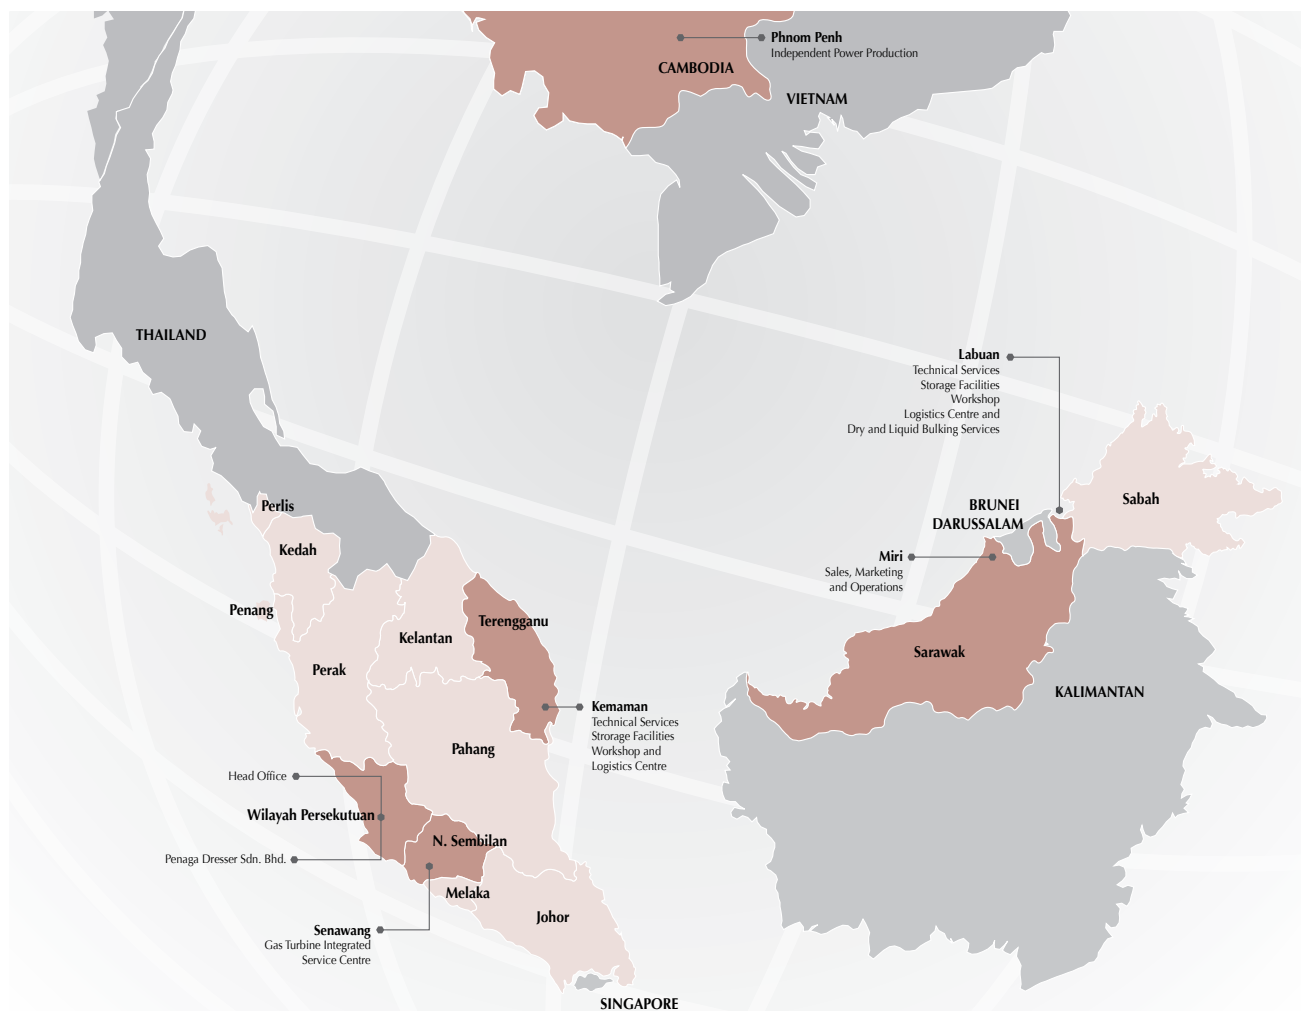 Phnom Penh
Independent Power Production
CAMBODIA
VIETNAM
THAILAND
Labuan
Technical Services
Storage Facilities
Workshop
Logistics Centre and
Dry and Liquid Bulking Services
Sabah
BRUNEI
DARUSSALAM
Miri
Sales, Marketing
and Operations
Sarawak
KALIMANTAN
Perlis
Kedah
Penang
Terengganu
Kelantan
Perak
Kemaman
Technical Services
Strorage Facilities
Workshop and
Logistics Centre
Pahang
Head Office
Wilayah Persekutuan
N. Sembilan
Penaga Dresser Sdn. Bhd.
Melaka
Johor
Senawang
Gas Turbine Integrated
Service Centre
SINGAPORE